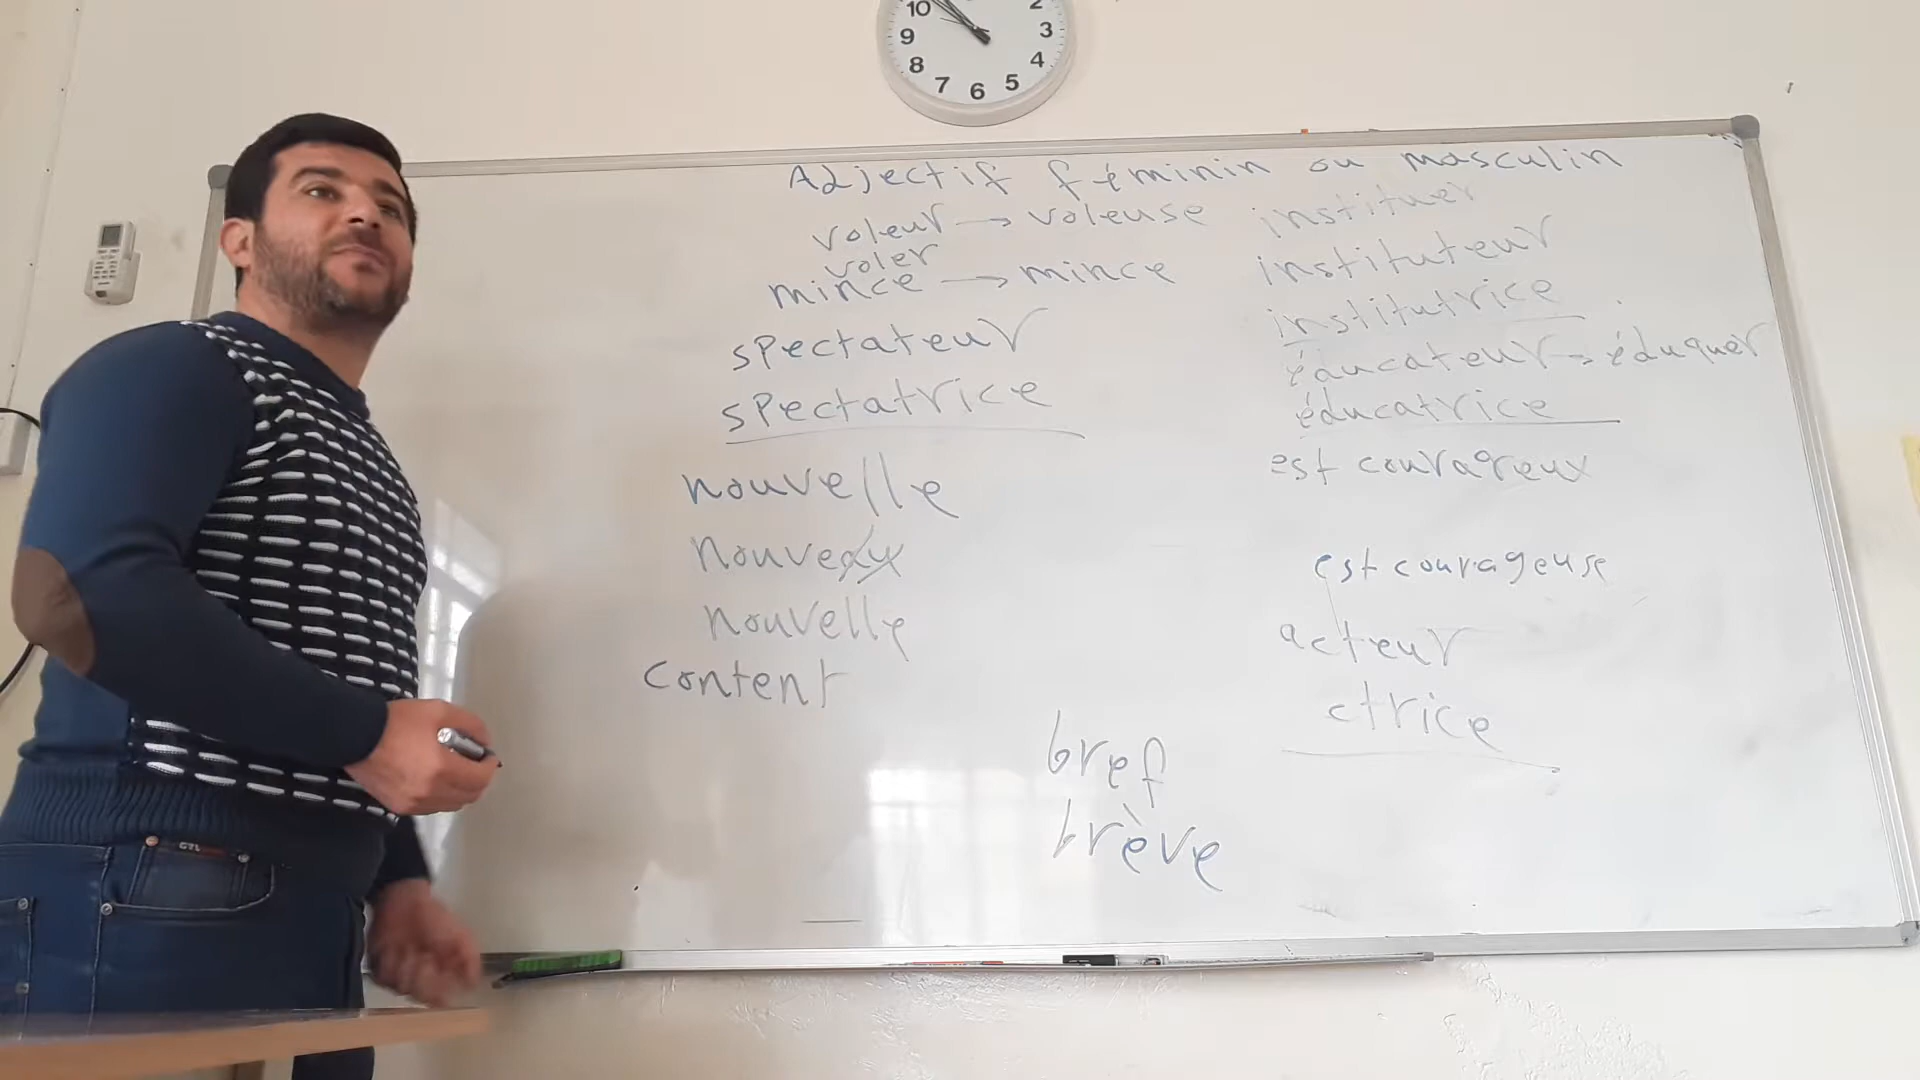 10
2
9
3
8
4
7
6
5
Adjectif féminin ou masculin
voleur → voleuse
voler
mince → mince
spectateur
spectatrice
nouvelle
nouveau
nouvelle
content
bref
brève
instituer
instituteur
institutrice
éducateur → éduquer
éducatrice
est courageux
est courageuse
acteur
ctrice